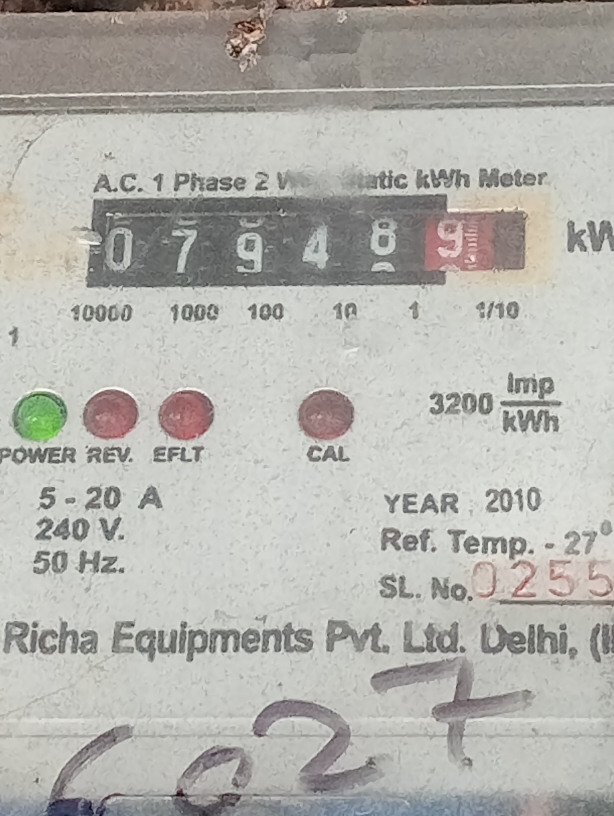 A.C. 1 Phase 2 W Static kWh Meter
0 7 9 4 8 9 kW
10000 1000 100 10 1 1/10
1
3200 Imp/kWh
POWER REV. EFLT CAL
5 - 20 A
240 V.
50 Hz.
YEAR 2010
Ref. Temp. - 27°
SL. No. 0255
Richa Equipments Pvt. Ltd. Delhi, (I
6027